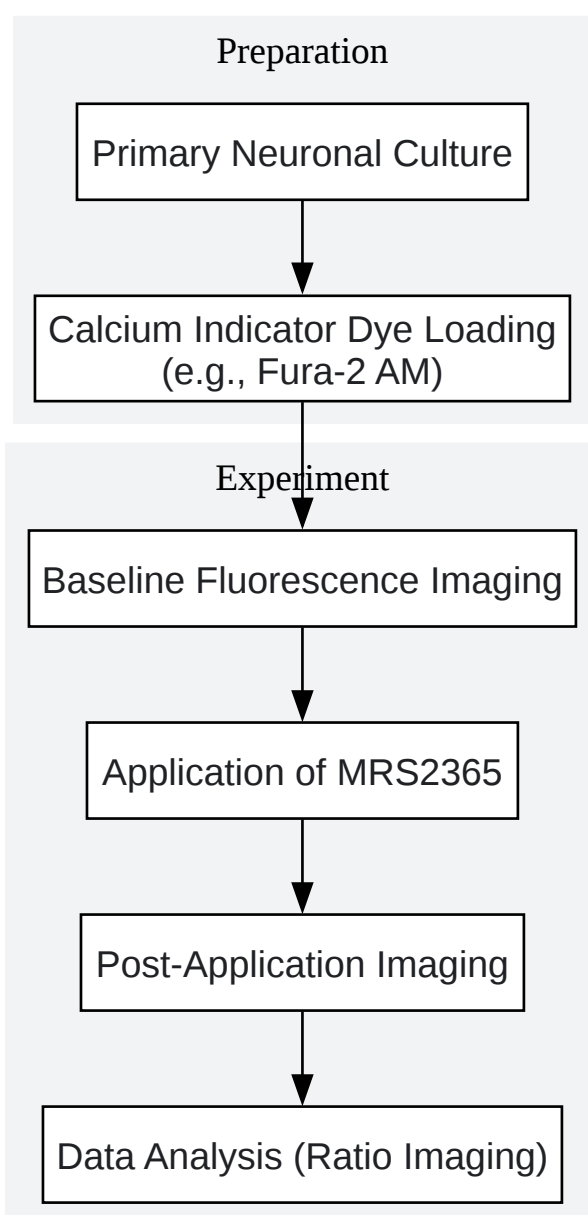 Preparation
Primary Neuronal Culture
Calcium Indicator Dye Loading
(e.g., Fura-2 AM)
Experiment
Baseline Fluorescence Imaging
Application of MRS2365
Post-Application Imaging
Data Analysis (Ratio Imaging)